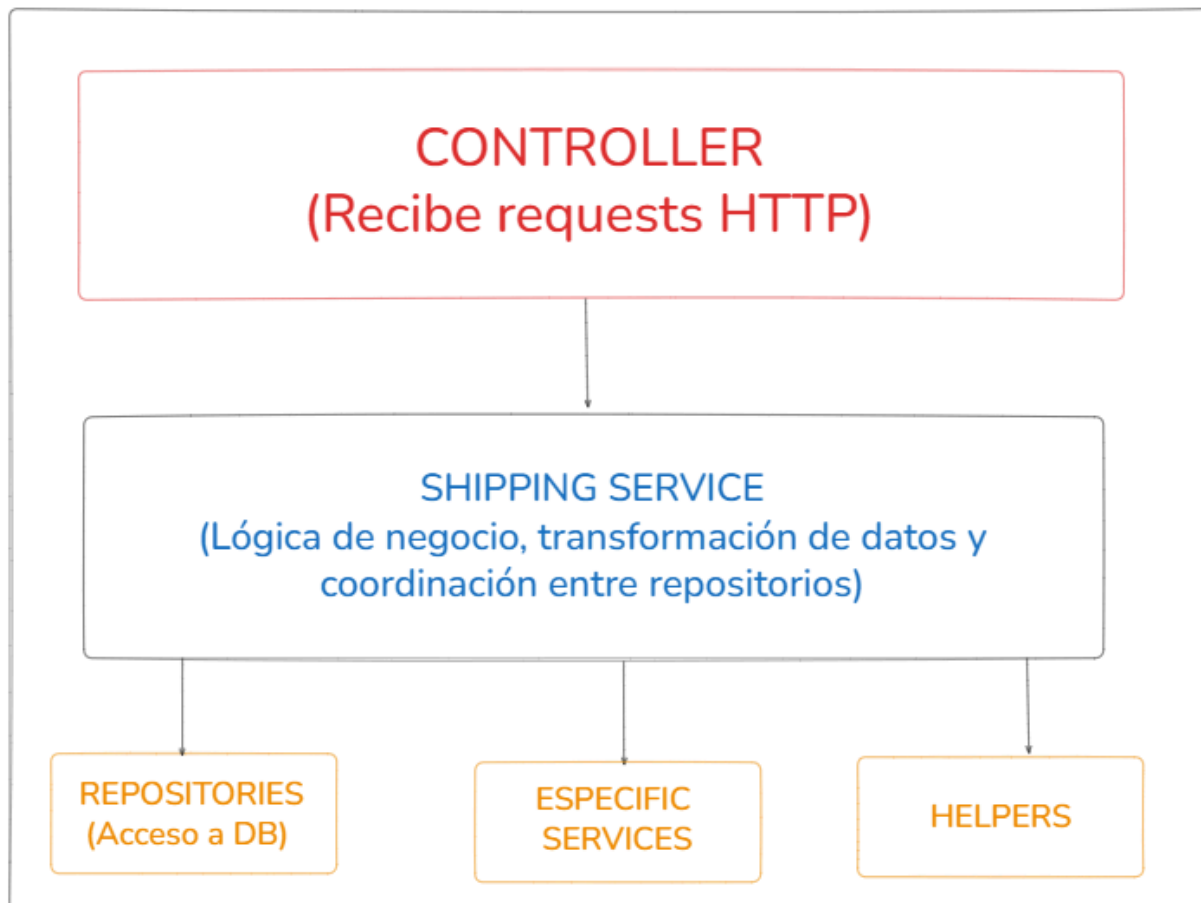 CONTROLLER
(Recibe requests HTTP)
SHIPPING SERVICE
(Lógica de negocio, transformación de datos y
coordinación entre repositorios)
REPOSITORIES
(Acceso a DB)
ESPECIFIC
SERVICES
HELPERS